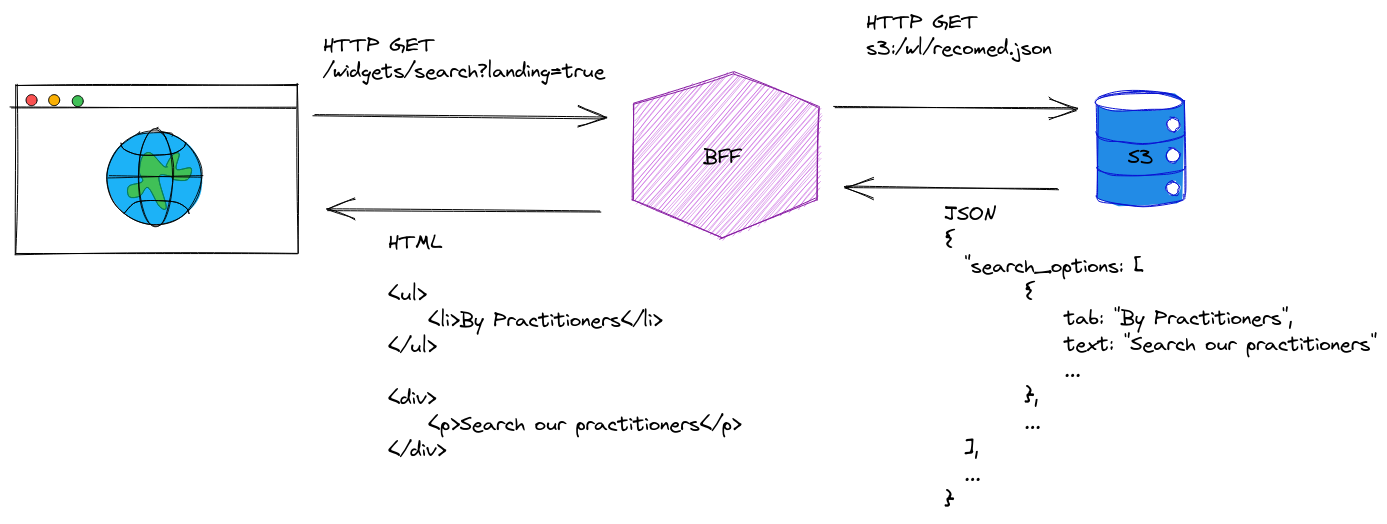 HTTP GET
/widgets/search?landing=true
HTTP GET
s3:/wl/recomed.json
BFF
S3
HTML
<ul>
<li>By Practitioners</li>
</ul>
<div>
<p>Search our practitioners</p>
</div>
JSON
{
"search_options: [
{
tab: "By Practitioners",
text: "Search our practitioners"
...
},
...
],
...
}